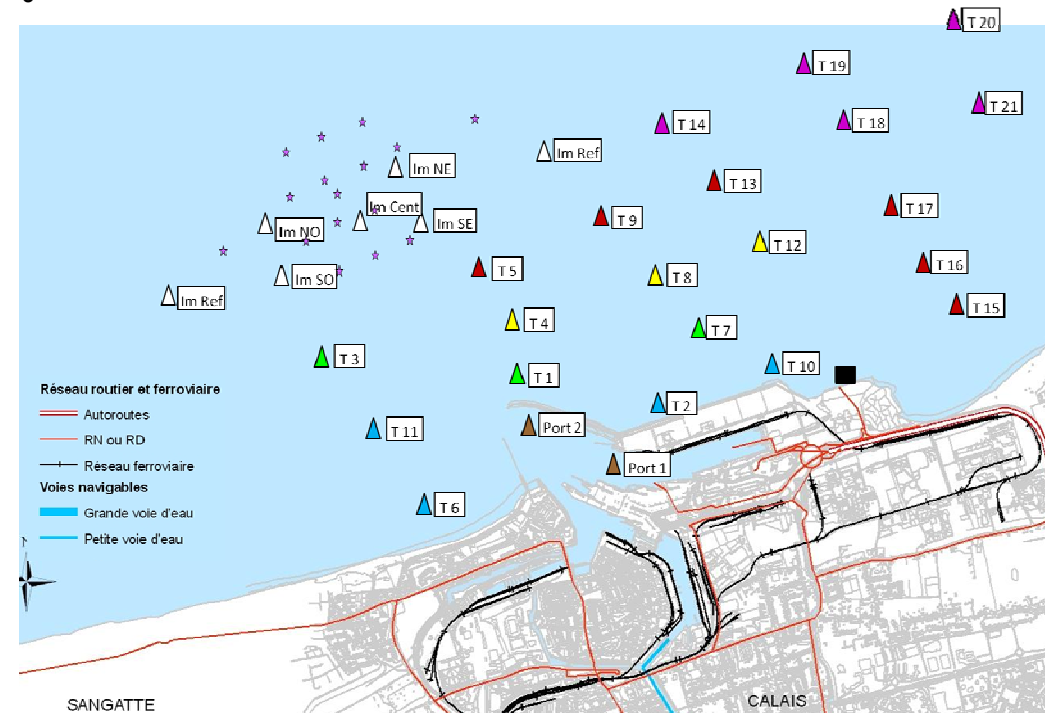 T 20
T 19
T 21
T 14
T 18
Im Ref
Im NE
T 13
Im Cent
T 17
Im NO
Im SE
T 9
T 12
T 5
T 16
Im SO
T 8
Im Ref
T 15
T 4
T 7
T 3
T 10
T 1
Réseau routier et ferroviaire
Autoroutes
T 2
RN ou RD
T 11
Port 2
Réseau ferroviaire
Port 1
Voies navigables
T 6
Grande voie d'eau
Petite voie d'eau
SANGATTE
CALAIS